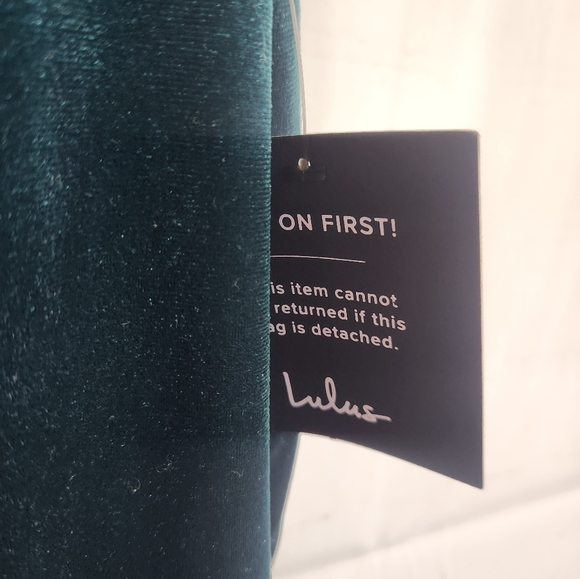 ON FIRST!
is item cannot
returned if this
ag is detached.
Lulus